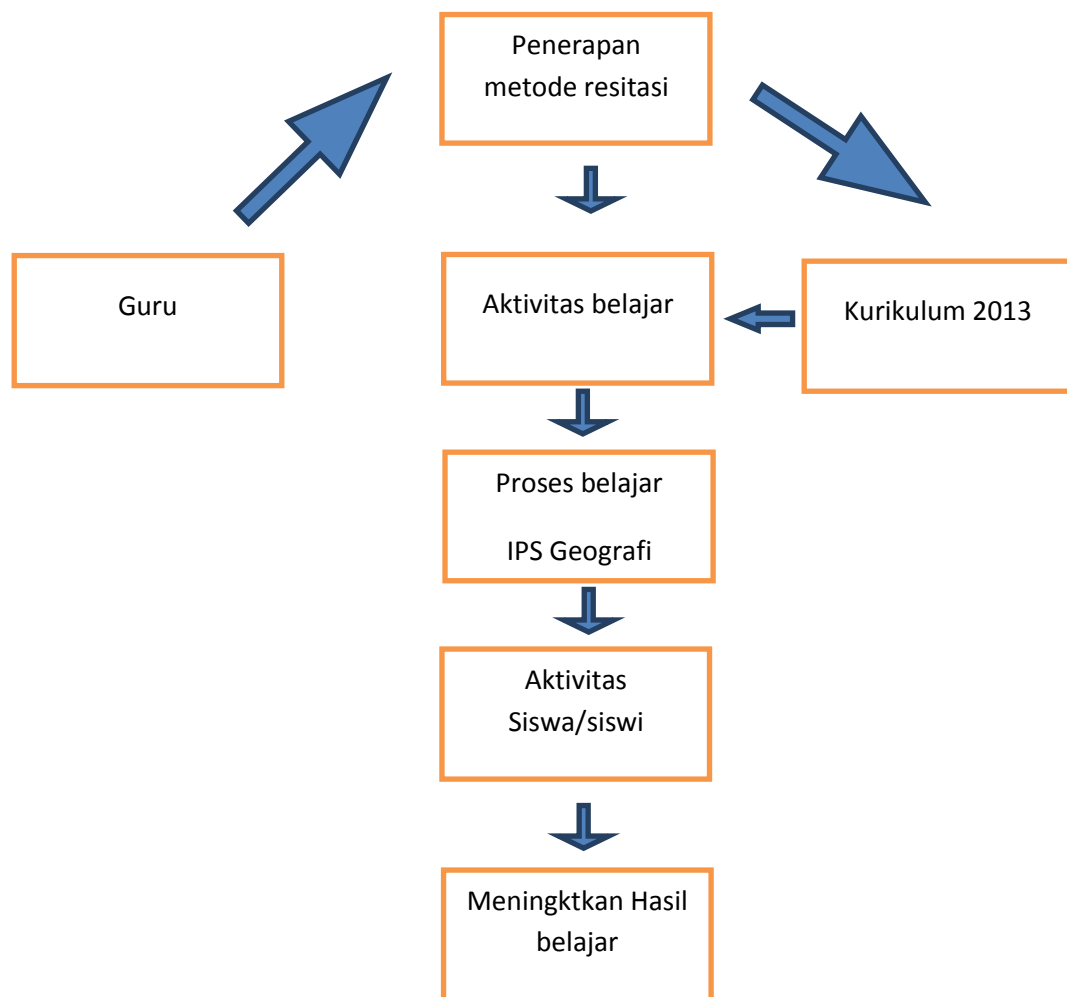 Penerapan
metode resitasi
Guru
Aktivitas belajar
Kurikulum 2013
Proses belajar
IPS Geografi
Aktivitas
Siswa/siswi
Meningktkan Hasil
belajar